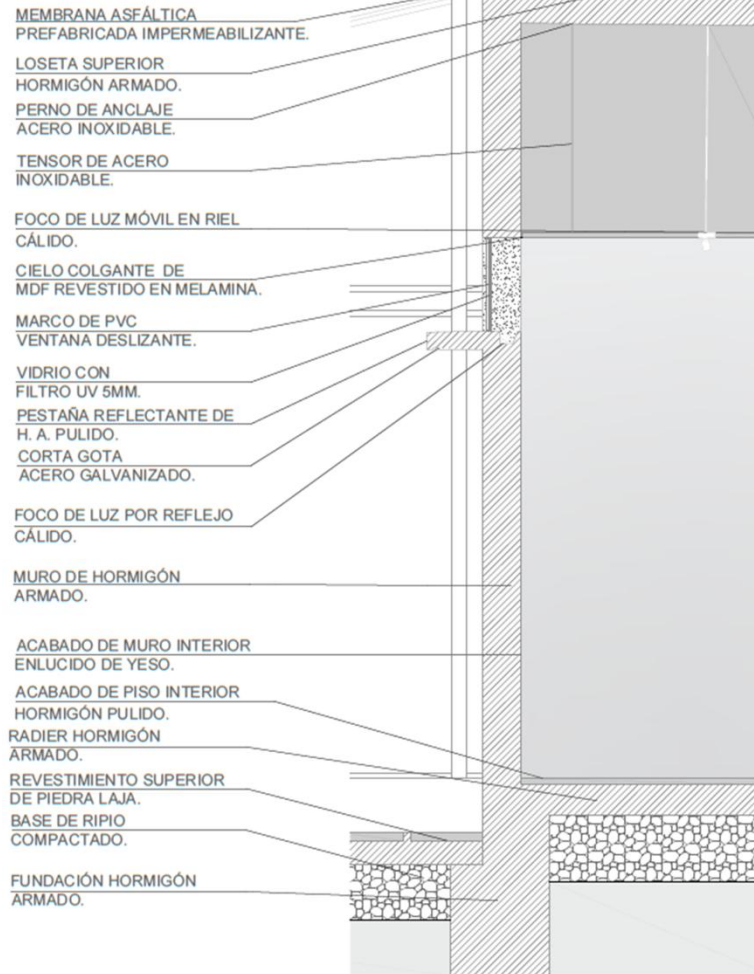 MEMBRANA ASFÁLTICA
PREFABRICADA IMPERMEABILIZANTE.
LOSETA SUPERIOR
HORMIGÓN ARMADO.
PERNO DE ANCLAJE
ACERO INOXIDABLE.
TENSOR DE ACERO
INOXIDABLE.
FOCO DE LUZ MÓVIL EN RIEL
CÁLIDO.
CIELO COLGANTE DE
MDF REVESTIDO EN MELAMINA.
MARCO DE PVC
VENTANA DESLIZANTE.
VIDRIO CON
FILTRO UV 5MM.
PESTAÑA REFLECTANTE DE
H. A. PULIDO.
CORTA GOTA
ACERO GALVANIZADO.
FOCO DE LUZ POR REFLEJO
CÁLIDO.
MURO DE HORMIGÓN
ARMADO.
ACABADO DE MURO INTERIOR
ENLUCIDO DE YESO.
ACABADO DE PISO INTERIOR
HORMIGÓN PULIDO.
RADIER HORMIGÓN
ARMADO.
REVESTIMIENTO SUPERIOR
DE PIEDRA LAJA.
BASE DE RIPIO
COMPACTADO.
FUNDACIÓN HORMIGÓN
ARMADO.